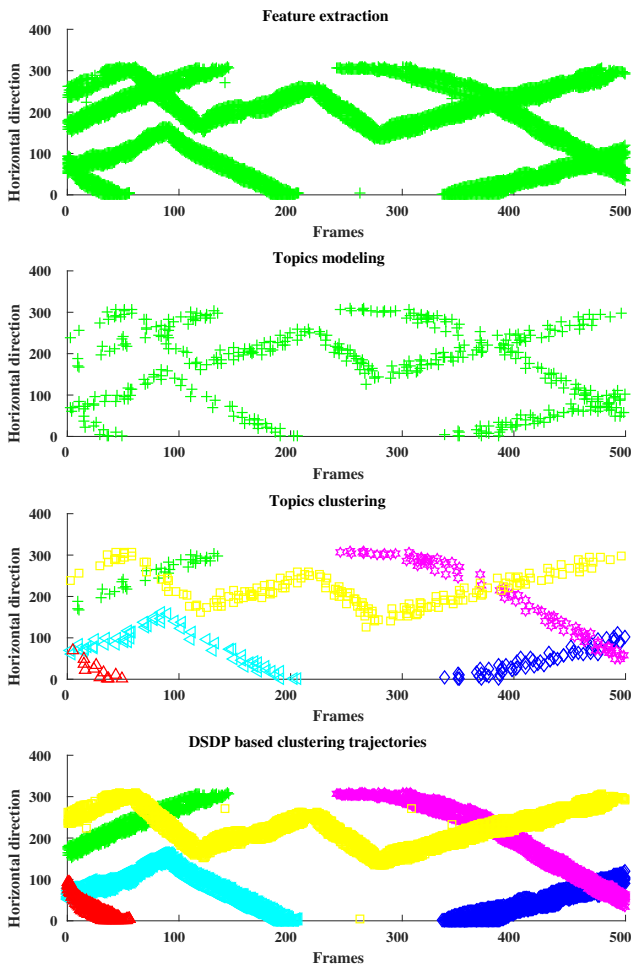 Feature extraction
400
300
200
100
0
Horizontal direction
0 100 200 300 400 500
Frames
Topics modeling
400
300
200
100
0
Horizontal direction
0 100 200 300 400 500
Frames
Topics clustering
400
300
200
100
0
Horizontal direction
0 100 200 300 400 500
Frames
DSDP based clustering trajectories
400
300
200
100
0
Horizontal direction
0 100 200 300 400 500
Frames